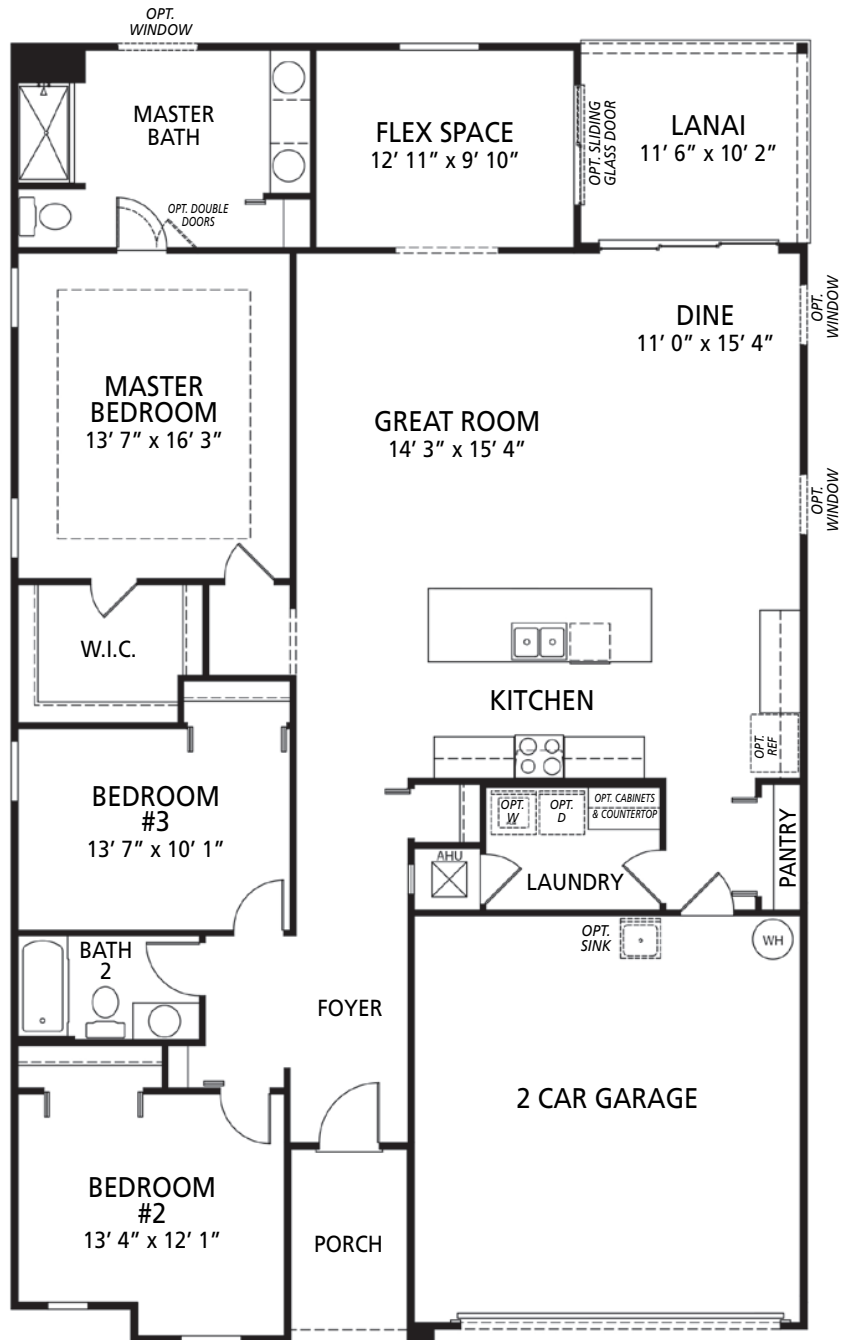 OPT.
WINDOW
MASTER
BATH
FLEX SPACE
12’ 11” x 9’ 10”
OPT. SLIDING
GLASS DOOR
LANAI
11’ 6” x 10’ 2”
OPT. DOUBLE
DOORS
OPT.
WINDOW
DINE
11’ 0” x 15’ 4”
MASTER
BEDROOM
13’ 7” x 16’ 3”
GREAT ROOM
14’ 3” x 15’ 4”
OPT.
WINDOW
W.I.C.
KITCHEN
OPT.
REF
BEDROOM
#3
13’ 7” x 10’ 1”
OPT.
W
OPT.
D
OPT. CABINETS
& COUNTERTOP
PANTRY
AHU
LAUNDRY
OPT.
SINK
WH
BATH
2
FOYER
2 CAR GARAGE
BEDROOM
#2
13’ 4” x 12’ 1”
PORCH